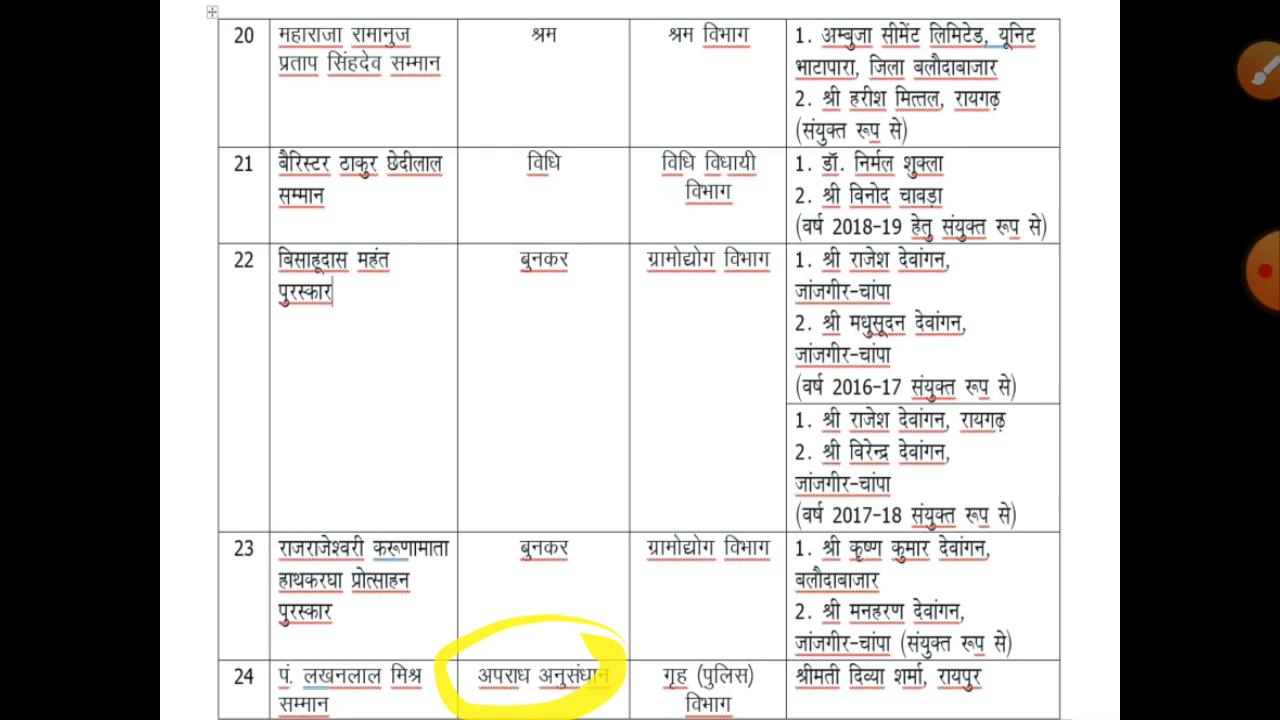 20 महाराजा रामानुज श्रम श्रम विभाग 1. अम्बुजा सीमेंट लिमिटेड, यूनिट
प्रताप सिंहदेव सम्मान भाटापारा, जिला बलौदाबाजार
2. श्री हरीश मित्तल, रायगढ़
(संयुक्त रूप से)
21 बैरिस्टर ठाकुर छेदीलाल विधि विधि विधायी 1. डॉ. निर्मल शुक्ला
सम्मान विभाग 2. श्री विनोद चावड़ा
(वर्ष 2018-19 हेतु संयुक्त रूप से)
22 बिसाहूदास महंत बुनकर ग्रामोद्योग विभाग 1. श्री राजेश देवांगन,
पुरस्कार जांजगीर-चांपा
2. श्री मधुसूदन देवांगन,
जांजगीर-चांपा
(वर्ष 2016-17 संयुक्त रूप से)
1. श्री राजेश देवांगन, रायगढ़
2. श्री विरेन्द्र देवांगन,
जांजगीर-चांपा
(वर्ष 2017-18 संयुक्त रूप से)
23 राजराजेश्वरी करूणामाता बुनकर ग्रामोद्योग विभाग 1. श्री कृष्ण कुमार देवांगन,
हाथकरघा प्रोत्साहन बलौदाबाजार
पुरस्कार 2. श्री मनहरण देवांगन,
जांजगीर-चांपा (संयुक्त रूप से)
24 पं. लखनलाल मिश्र अपराध अनुसंधान गृह (पुलिस) श्रीमती दिव्या शर्मा, रायपुर
सम्मान विभाग